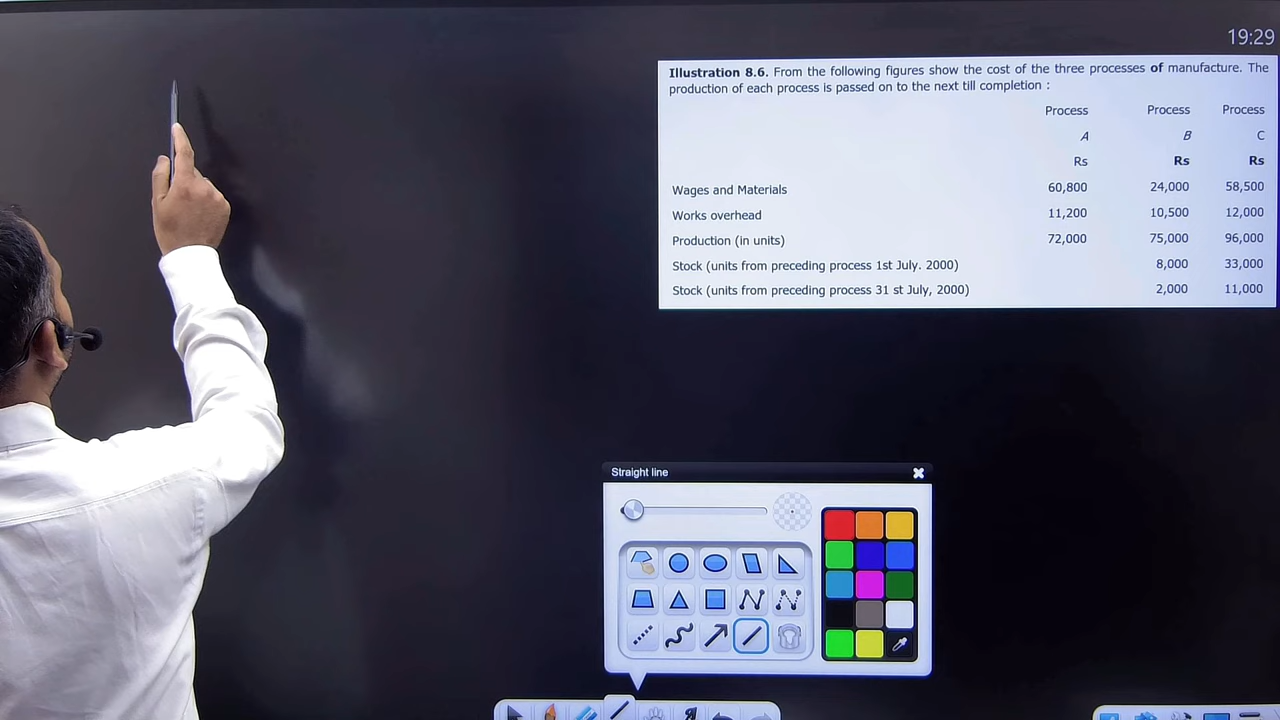 19:29
Illustration 8.6. From the following figures show the cost of the three processes of manufacture. The
production of each process is passed on to the next till completion :
Process Process Process
A B C
Rs Rs Rs
Wages and Materials 60,800 24,000 58,500
Works overhead 11,200 10,500 12,000
Production (in units) 72,000 75,000 96,000
Stock (units from preceding process 1st July. 2000) 8,000 33,000
Stock (units from preceding process 31 st July, 2000) 2,000 11,000
Straight line